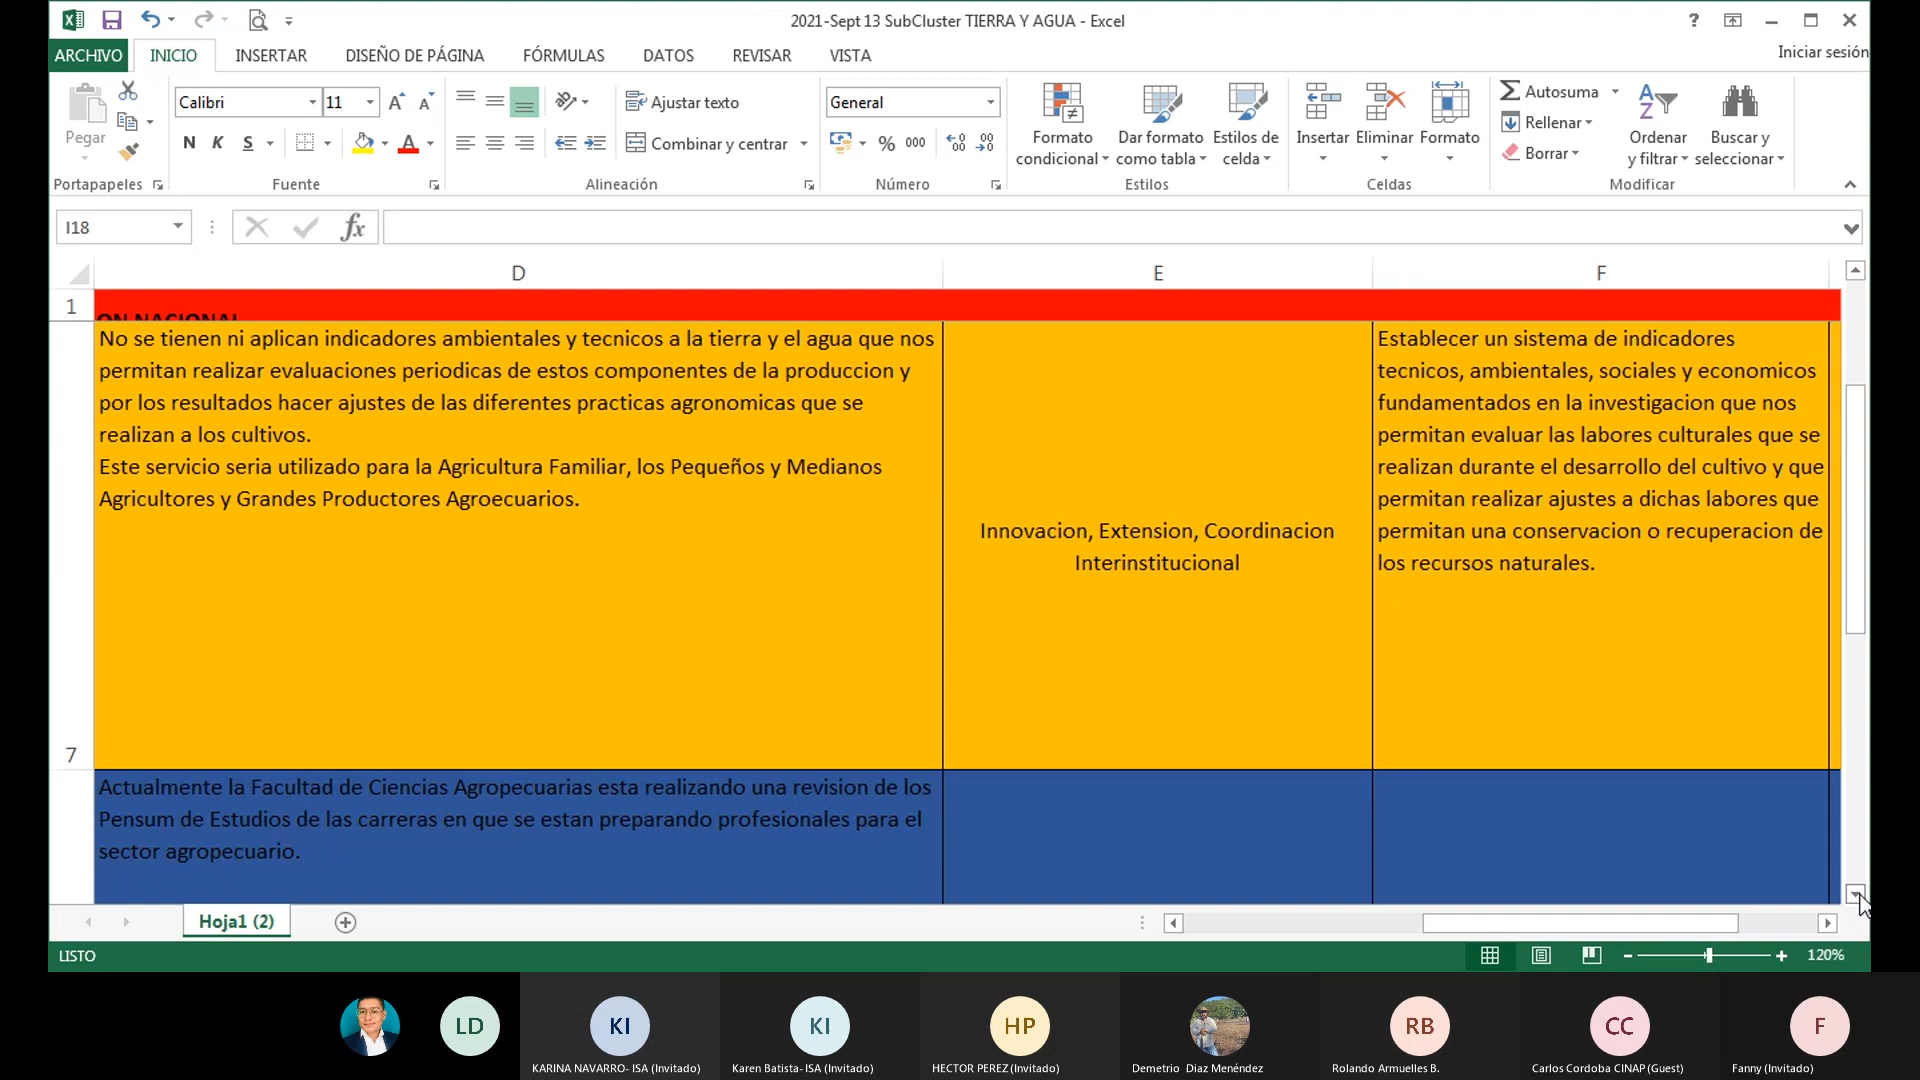 2021-Sept 13 SubCluster TIERRA Y AGUA - Excel
?
ARCHIVO INICIO INSERTAR DISEÑO DE PÁGINA FÓRMULAS DATOS REVISAR VISTA
Iniciar sesión
Pegar
Portapapeles
Calibri 11
N K S
Fuente
Ajustar texto
Combinar y centrar
Alineación
General
% 000
Número
Formato condicional
Dar formato como tabla
Estilos de celda
Estilos
Insertar Eliminar Formato
Celdas
Autosuma
Rellenar
Borrar
Ordenar y filtrar
Buscar y seleccionar
Modificar
I18
fx
D E F
1
ON NACIONAL
No se tienen ni aplican indicadores ambientales y tecnicos a la tierra y el agua que nos
permitan realizar evaluaciones periodicas de estos componentes de la produccion y
por los resultados hacer ajustes de las diferentes practicas agronomicas que se
realizan a los cultivos.
Este servicio seria utilizado para la Agricultura Familiar, los Pequeños y Medianos
Agricultores y Grandes Productores Agroecuarios.
Innovacion, Extension, Coordinacion
Interinstitucional
Establecer un sistema de indicadores
tecnicos, ambientales, sociales y economicos
fundamentados en la investigacion que nos
permitan evaluar las labores culturales que se
realizan durante el desarrollo del cultivo y que
permitan realizar ajustes a dichas labores que
permitan una conservacion o recuperacion de
los recursos naturales.
7
Actualmente la Facultad de Ciencias Agropecuarias esta realizando una revision de los
Pensum de Estudios de las carreras en que se estan preparando profesionales para el
sector agropecuario.
Hoja1 (2)
LISTO
120%
LD
KI
KARINA NAVARRO- ISA (Invitado)
KI
Karen Batista- ISA (Invitado)
HP
HECTOR PEREZ (Invitado)
Demetrio Diaz Menéndez
RB
Rolando Armuelles B.
CC
Carlos Cordoba CINAP (Guest)
F
Fanny (Invitado)